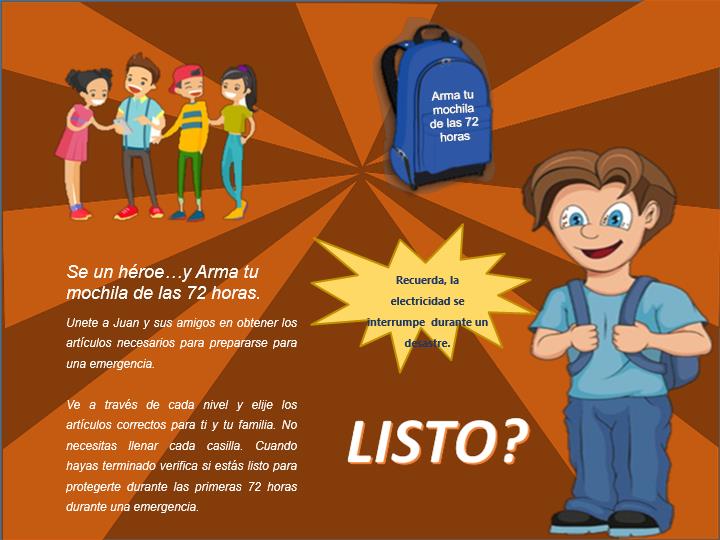 Arma tu
mochila
de las 72
horas
Se un héroe…y Arma tu
mochila de las 72 horas.
Unete a Juan y sus amigos en obtener los
artículos necesarios para prepararse para
una emergencia.
Ve a través de cada nivel y elije los
artículos correctos para ti y tu familia. No
necesitas llenar cada casilla. Cuando
hayas terminado verifica si estás listo para
protegerte durante las primeras 72 horas
durante una emergencia.
Recuerda, la
electricidad se
interrumpe durante un
desastre.
LISTO?